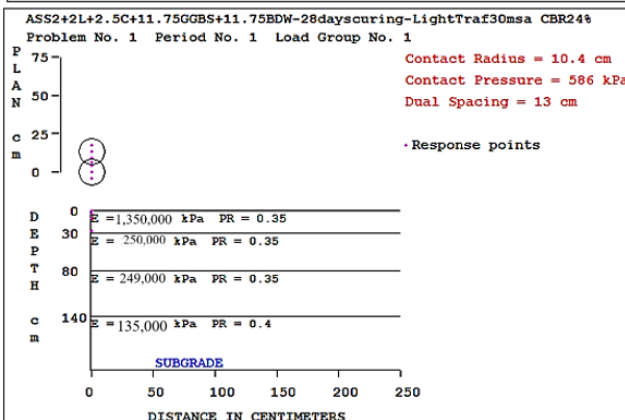 ASS2+2L+2.5C+11.75GGBS+11.75BDW-28dayscuring-LightTraf30msa CBR24%
Problem No. 1 Period No. 1 Load Group No. 1
PLAN cm
75
50
25
0
Contact Radius = 10.4 cm
Contact Pressure = 586 kPa
Dual Spacing = 13 cm
Response points
DEPTH cm
0
E =1,350,000 kPa PR = 0.35
30
E = 250,000 kPa PR = 0.35
80
E = 249,000 kPa PR = 0.35
140
E =135,000 kPa PR = 0.4
SUBGRADE
0 50 100 150 200 250
DISTANCE IN CENTIMETERS